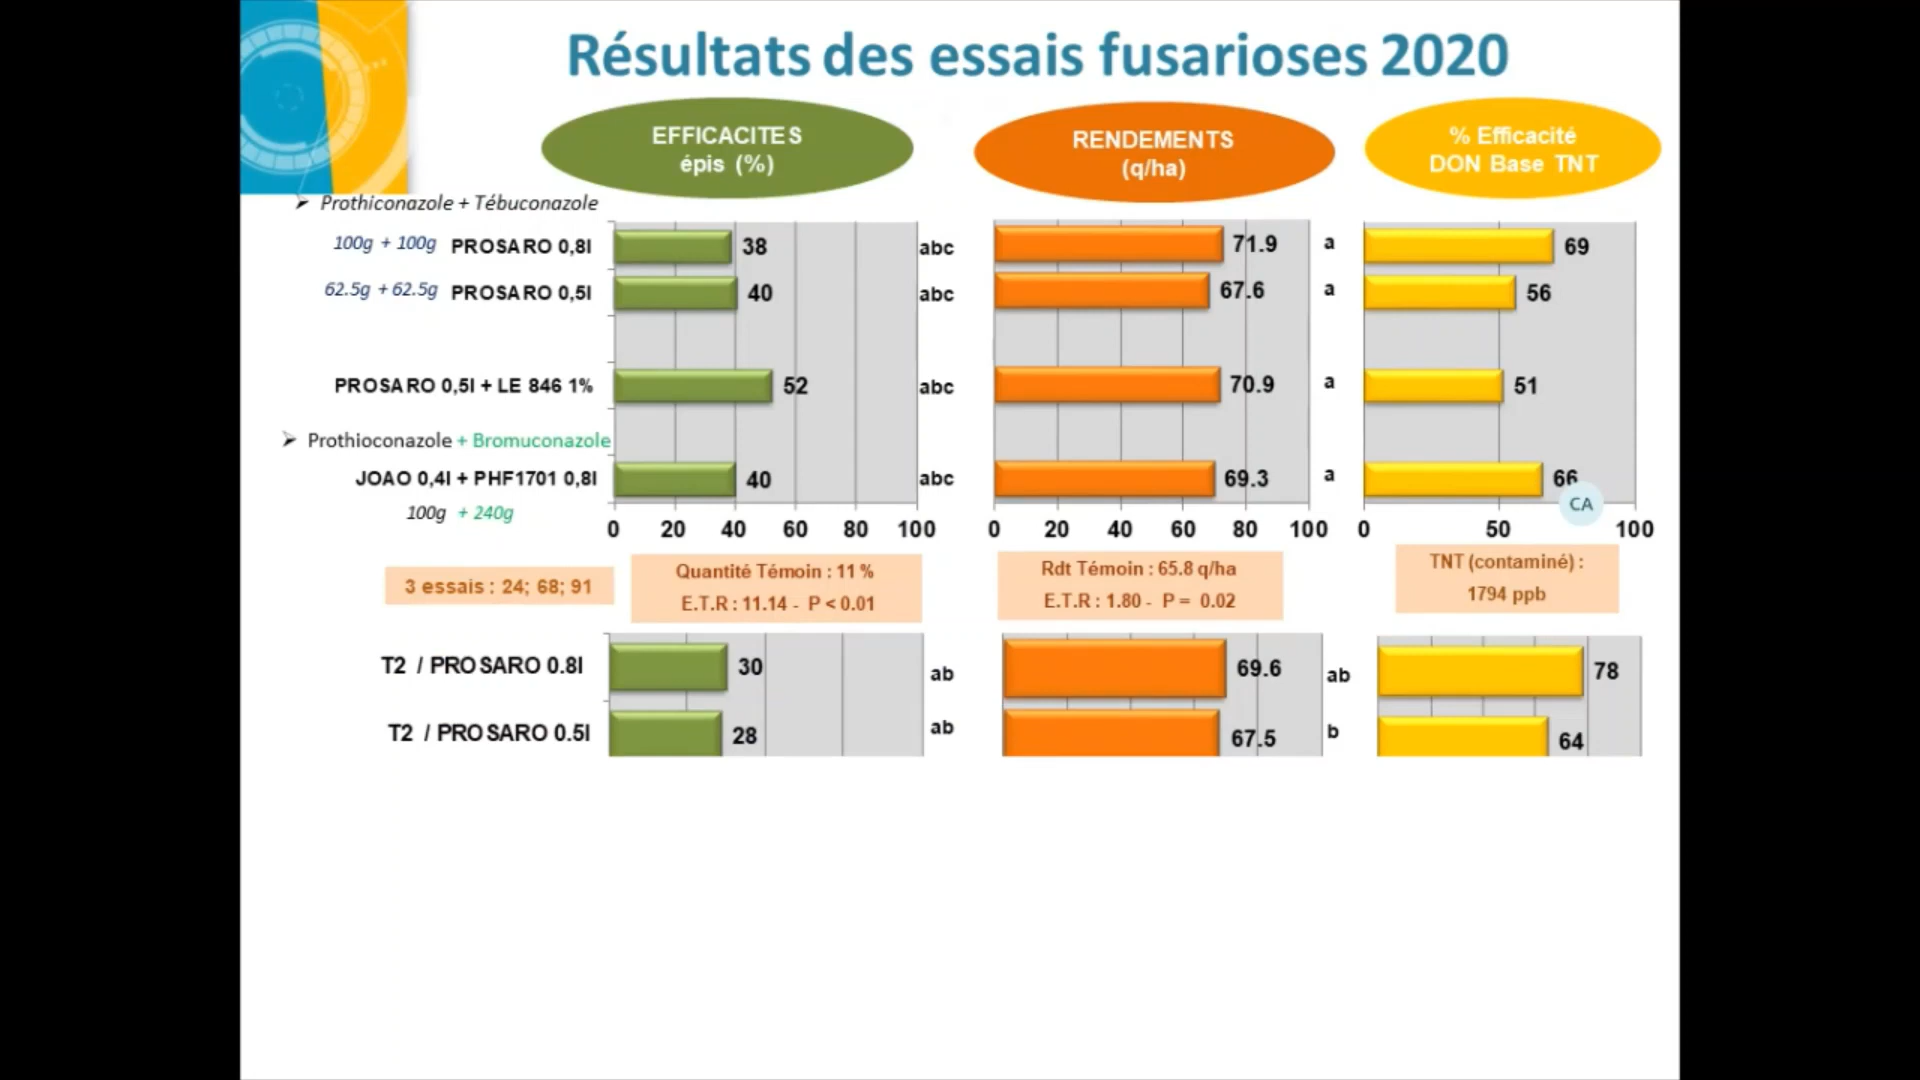 Résultats des essais fusarioses 2020
EFFICACITES
épis (%)
RENDEMENTS
(q/ha)
% Efficacité
DON Base TNT
➤ Prothiconazole + Tébuconazole
100g + 100g PROSARO 0,8l 38 abc 71.9 a 69
62.5g + 62.5g PROSARO 0,5l 40 abc 67.6 a 56
PROSARO 0,5l + LE 846 1% 52 abc 70.9 a 51
➤ Prothioconazole + Bromuconazole
JOAO 0,4l + PHF1701 0,8l 40 abc 69.3 a 66
CA
100g + 240g
0 20 40 60 80 100 0 20 40 60 80 100 0 50 100
3 essais : 24; 68; 91
Quantité Témoin : 11 %
E.T.R : 11.14 - P < 0.01
Rdt Témoin : 65.8 q/ha
E.T.R : 1.80 - P = 0.02
TNT (contaminé) :
1794 ppb
T2 / PROSARO 0.8l 30 ab 69.6 ab 78
T2 / PROSARO 0.5l 28 ab 67.5 b 64